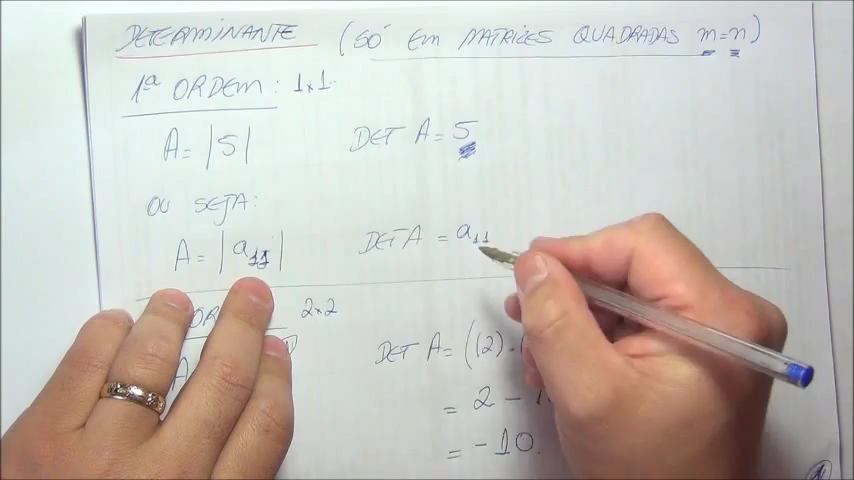 DETERMINANTE (SÓ EM MATRIZES QUADRADAS m=n)
1ª ORDEM: 1x1
A = |5| DET A = 5
OU SEJA:
A = |a11| DET A = a11
2x2
A DET A = ((2).
= 2 -
= -10.